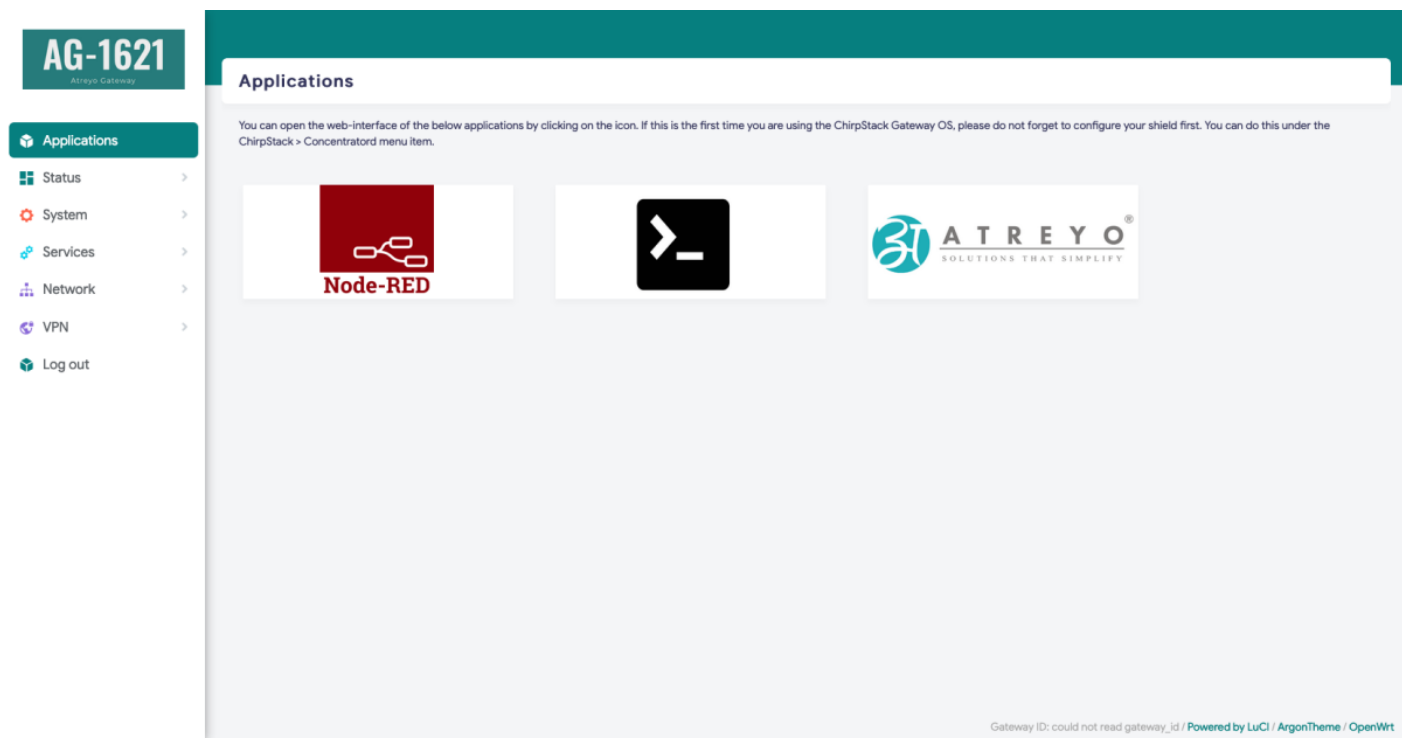 AG-1621
Atreyo Gateway
Applications
Status
System
Services
Network
VPN
Log out
Applications
You can open the web-interface of the below applications by clicking on the icon. If this is the first time you are using the ChirpStack Gateway OS, please do not forget to configure your shield first. You can do this under the
ChirpStack > Concentratord menu item.
Node-RED
>_
अ ATREYO®
SOLUTIONS THAT SIMPLIFY
Gateway ID: could not read gateway_id / Powered by LuCI / ArgonTheme / OpenWrt